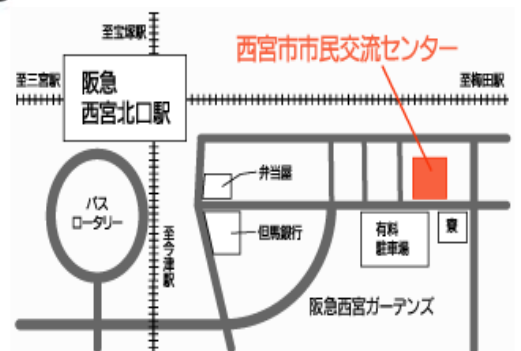 至宝塚駅
西宮市市民交流センター
至三宮駅
阪急
西宮北口駅
至梅田駅
弁当屋
バス
ロータリー
但馬銀行
至今津駅
有料
駐車場
寮
阪急西宮ガーデンズ